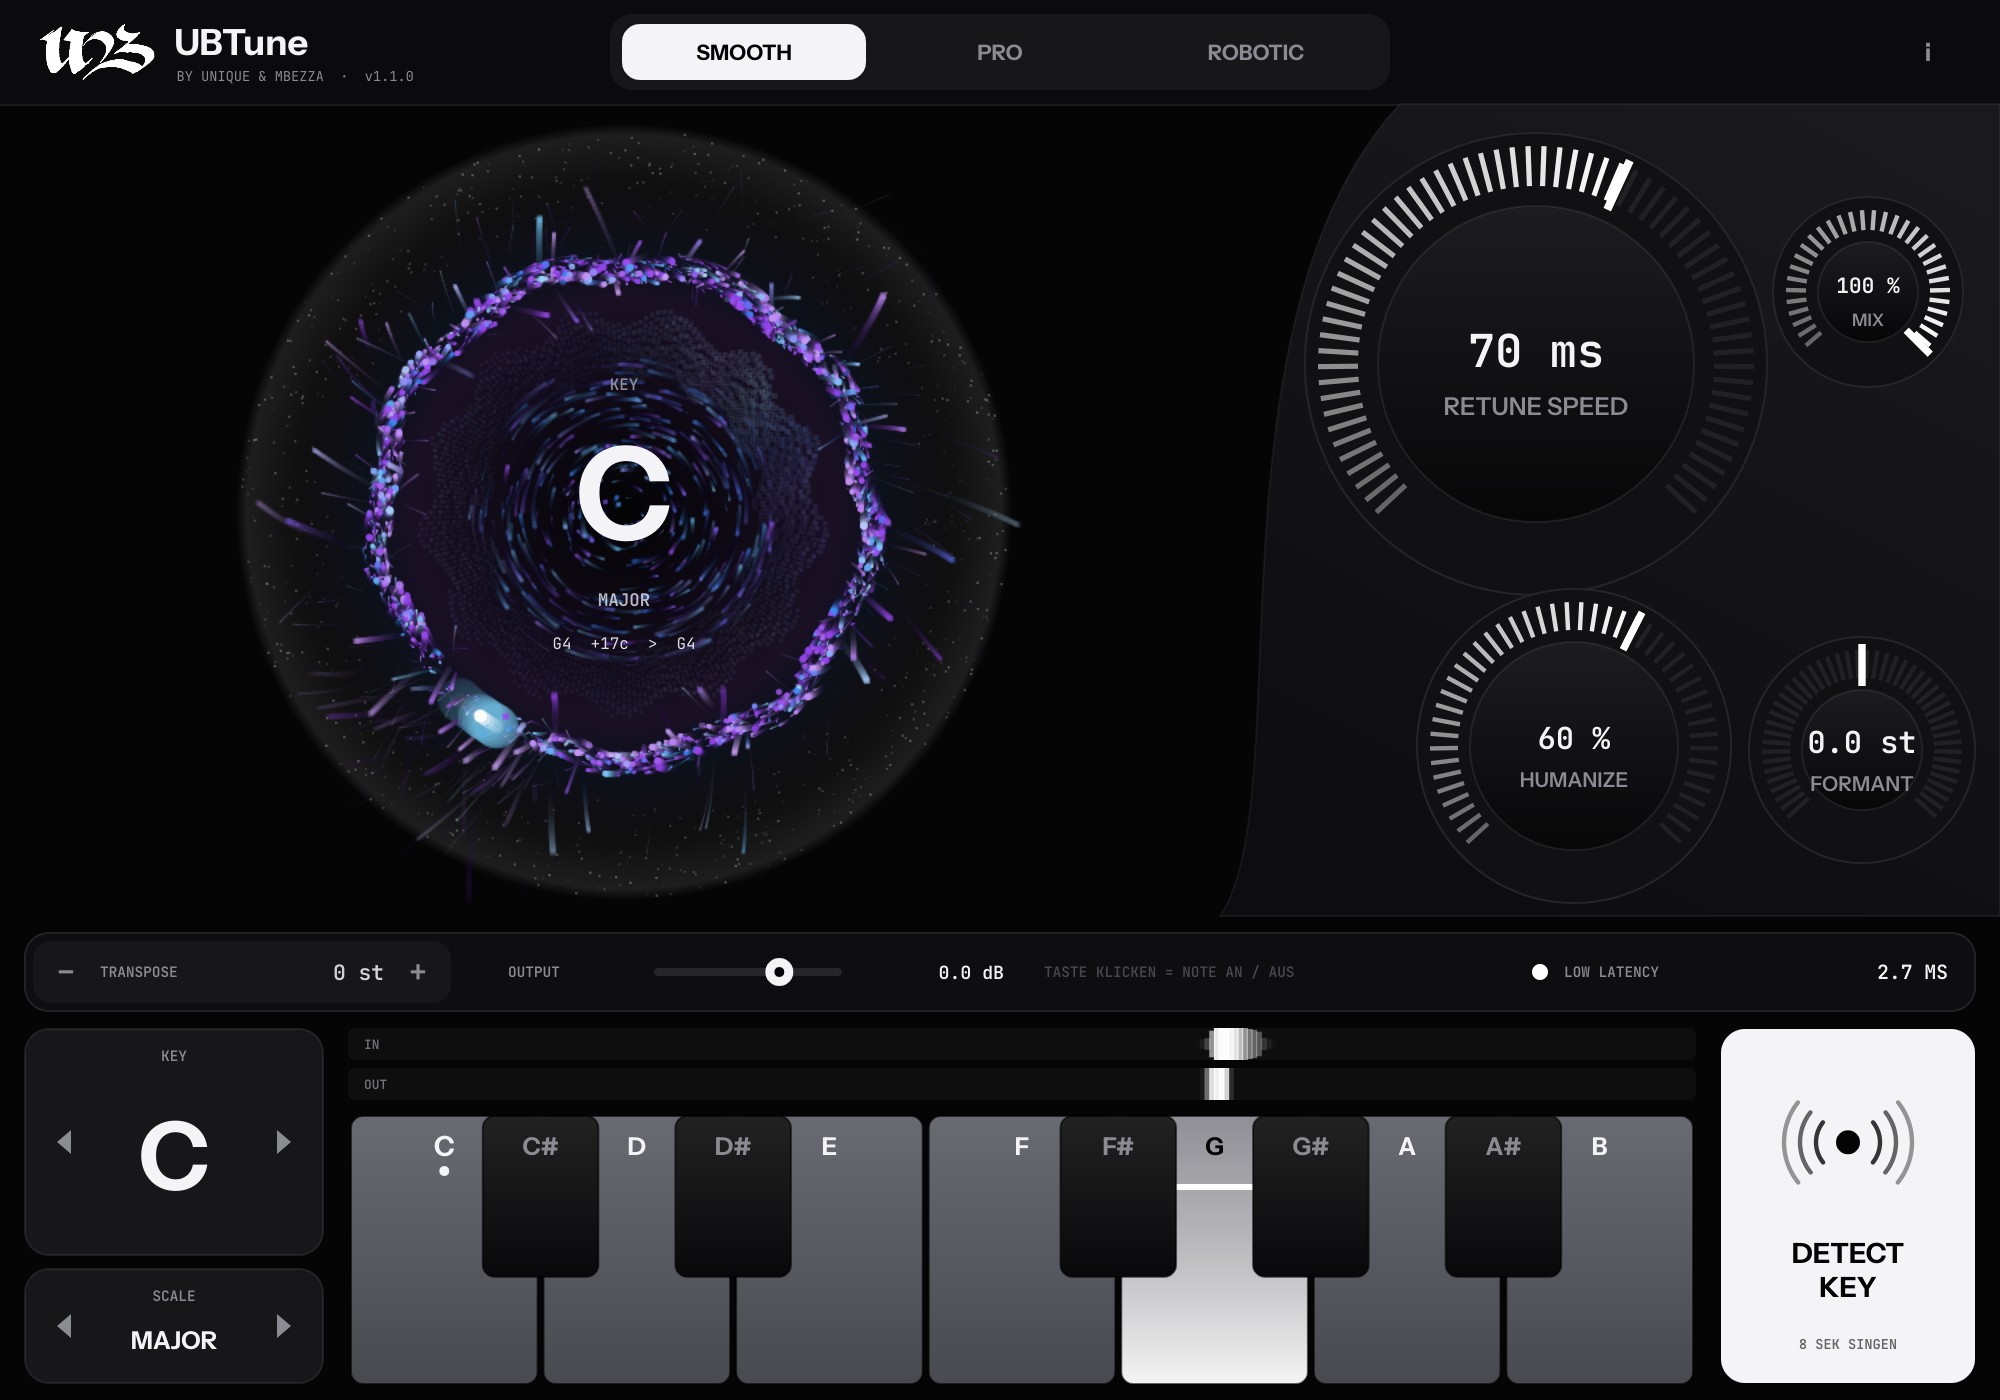 UB
UBTune
BY UNIQUE & MBEZZA · v1.1.0
SMOOTH
PRO
ROBOTIC
i
KEY
C
MAJOR
G4 +17c > G4
70 ms
RETUNE SPEED
100 %
MIX
60 %
HUMANIZE
0.0 st
FORMANT
− TRANSPOSE 0 st +
OUTPUT 0.0 dB
TASTE KLICKEN = NOTE AN / AUS
LOW LATENCY 2.7 MS
KEY
C
SCALE
MAJOR
IN
OUT
C C# D D# E F F# G G# A A# B
DETECT
KEY
8 SEK SINGEN